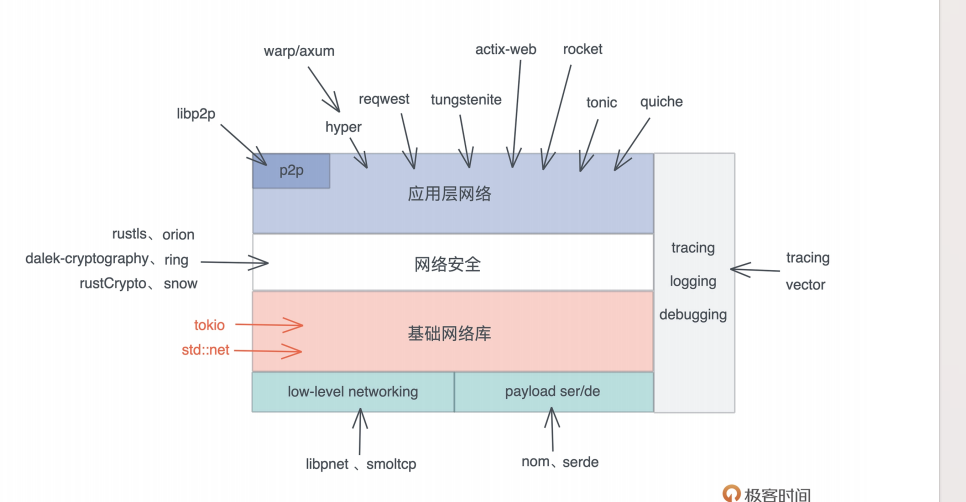 warp/axum
actix-web
rocket
reqwest
tungstenite
tonic
quiche
libp2p
hyper
p2p
应用层网络
rustls、orion
dalek-cryptography、ring
rustCrypto、snow
网络安全
tracing
logging
debugging
tracing
vector
tokio
std::net
基础网络库
low-level networking
payload ser/de
libpnet 、smoltcp
nom、serde
极客时间